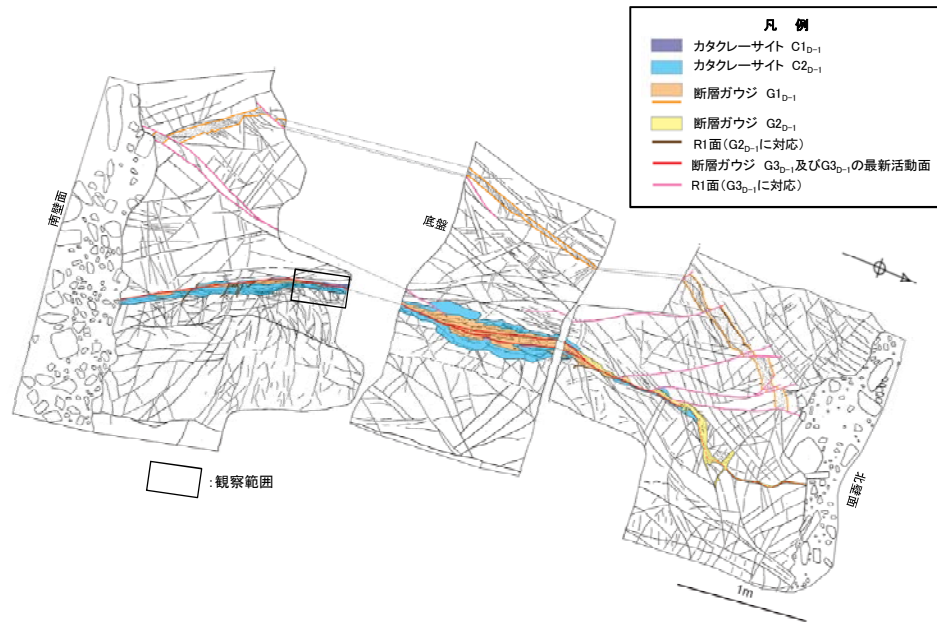 凡 例
カタクレーサイト C1D-1
カタクレーサイト C2D-1
断層ガウジ G1D-1
断層ガウジ G2D-1
R1面(G2D-1に対応)
断層ガウジ G3D-1及びG3D-1の最新活動面
R1面(G3D-1に対応)
南壁面
底盤
北壁面
:観察範囲
1m